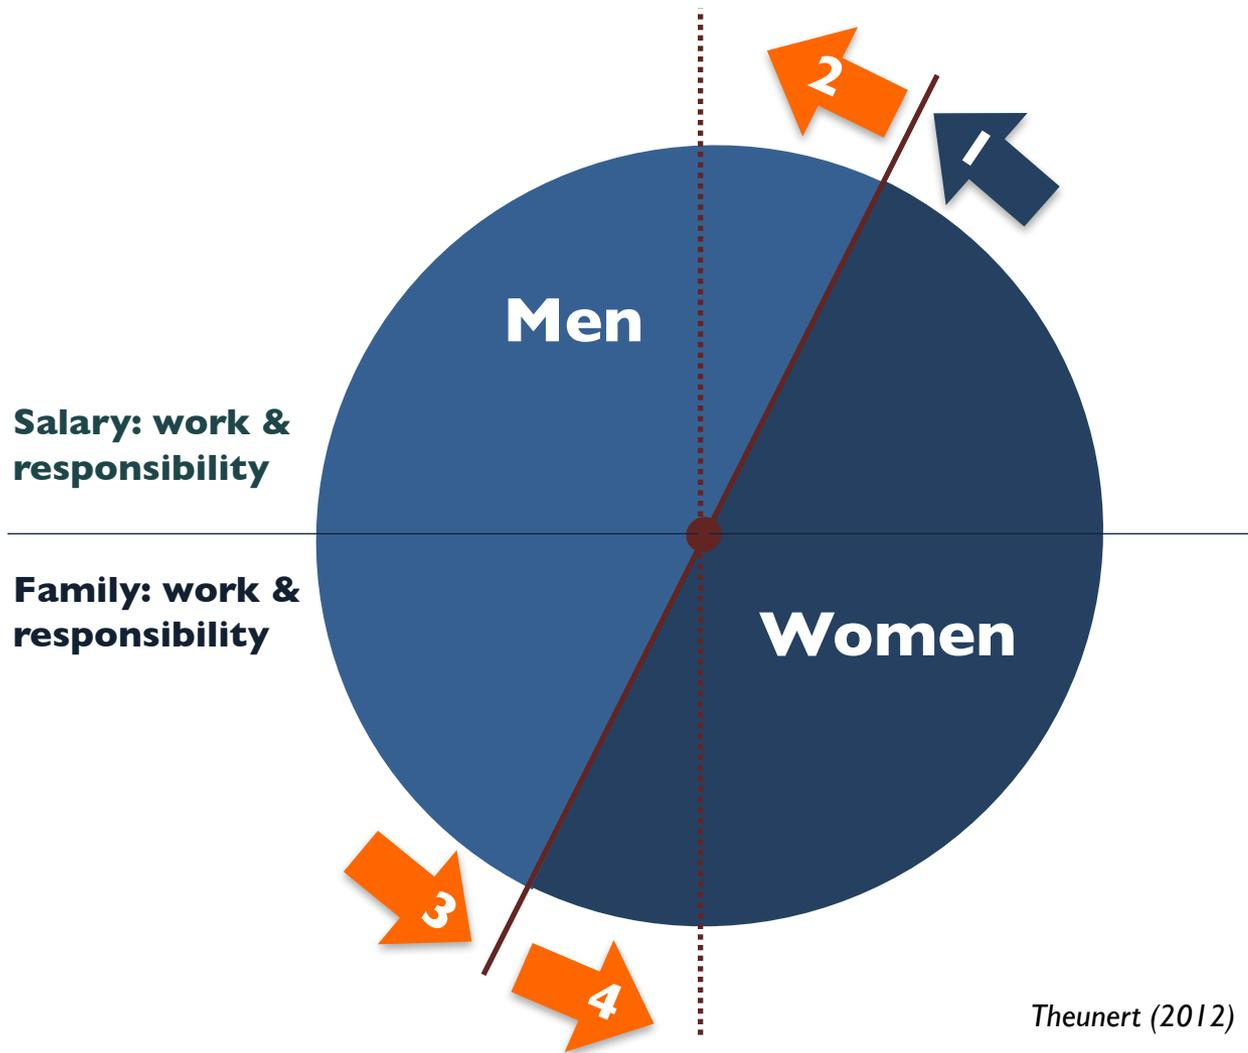 2
1
Men
Salary: work &
responsibility
Family: work &
responsibility
Women
3
4
Theunert (2012)